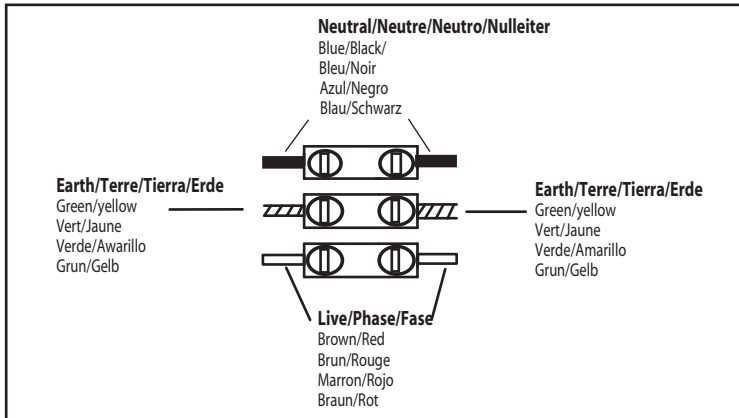 Neutral/Neutre/Neutro/Nulleiter
Blue/Black/
Bleu/Noir
Azul/Negro
Blau/Schwarz
Earth/Terre/Tierra/Erde
Green/yellow
Vert/Jaune
Verde/Awarillo
Grun/Gelb
Earth/Terre/Tierra/Erde
Green/yellow
Vert/Jaune
Verde/Amarillo
Grun/Gelb
Live/Phase/Fase
Brown/Red
Brun/Rouge
Marron/Rojo
Braun/Rot